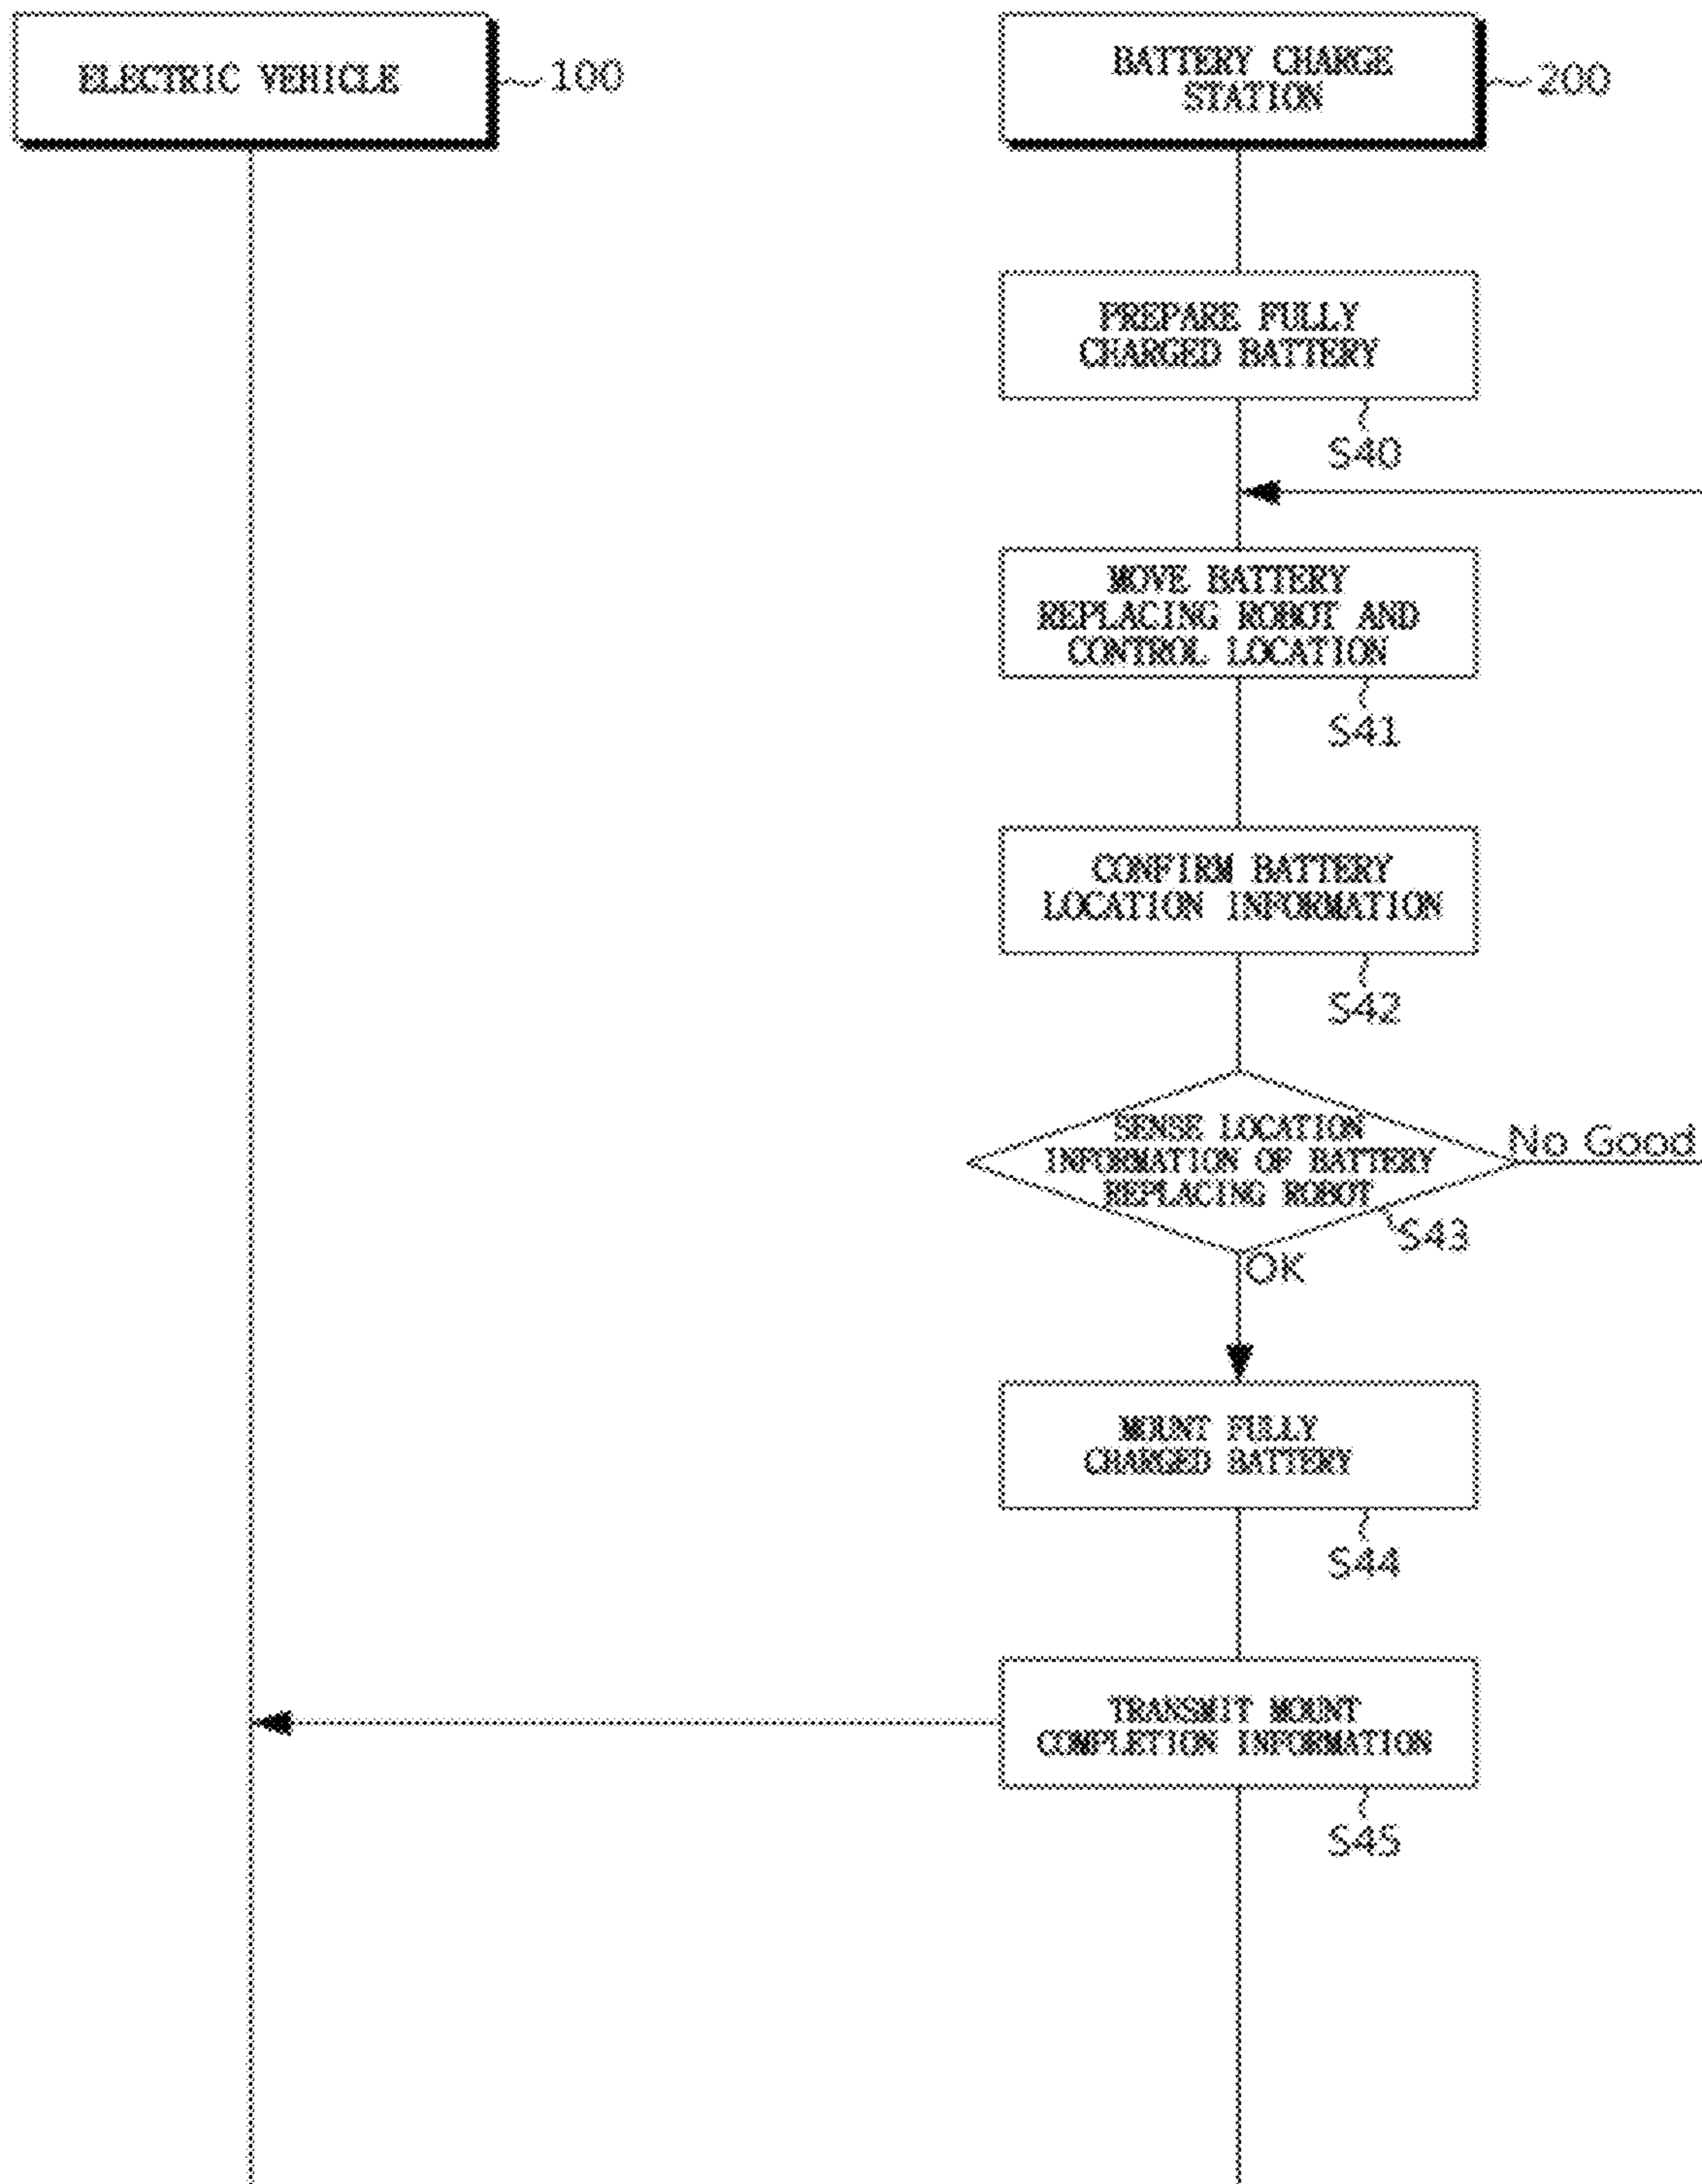 ELECTRIC VEHICLE
100
BATTERY CHARGE
STATION
200
PREPARE FULLY
CHARGED BATTERY
S40
MOVE BATTERY
REPLACING ROBOT AND
CONTROL LOCATION
S41
CONFIRM BATTERY
LOCATION INFORMATION
S42
SENSE LOCATION
INFORMATION OF BATTERY
REPLACING ROBOT
No Good
S43
OK
MOUNT FULLY
CHARGED BATTERY
S44
TRANSMIT MOUNT
COMPLETION INFORMATION
S45